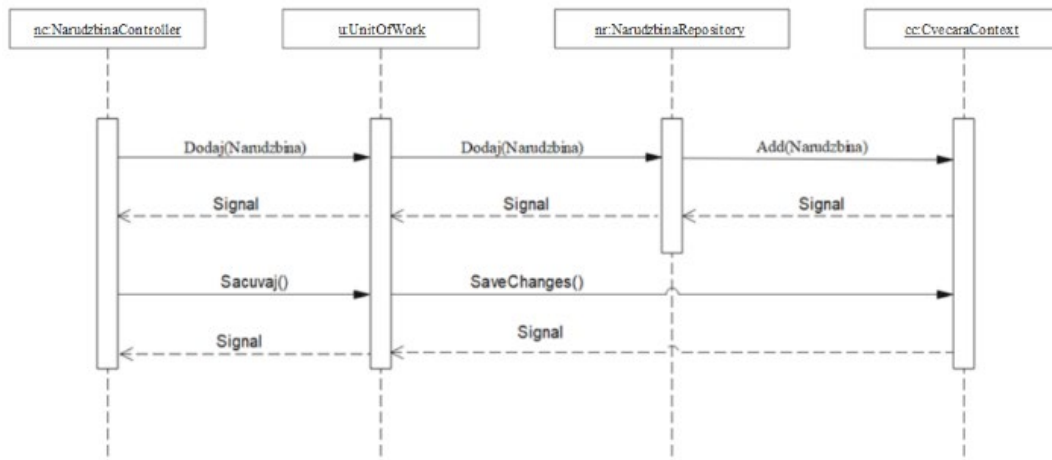 nc:NarudzbinaController
u:UnitOfWork
nr:NarudzbinaRepository
cc:CvecaraContext
Dodaj(Narudzbina)
Dodaj(Narudzbina)
Add(Narudzbina)
Signal
Signal
Signal
Sacuvaj()
SaveChanges()
Signal
Signal